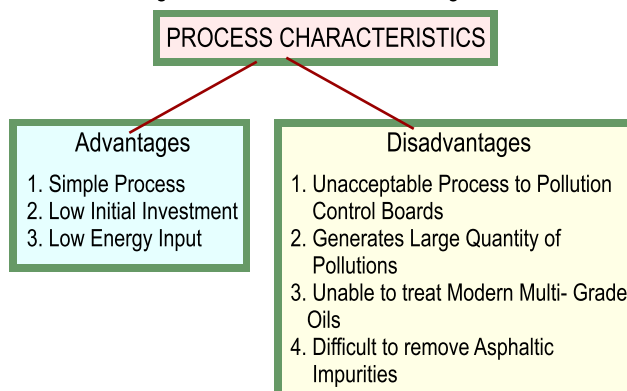 PROCESS CHARACTERISTICS
Advantages
1. Simple Process
2. Low Initial Investment
3. Low Energy Input
Disadvantages
1. Unacceptable Process to Pollution
Control Boards
2. Generates Large Quantity of
Pollutions
3. Unable to treat Modern Multi- Grade
Oils
4. Difficult to remove Asphaltic
Impurities